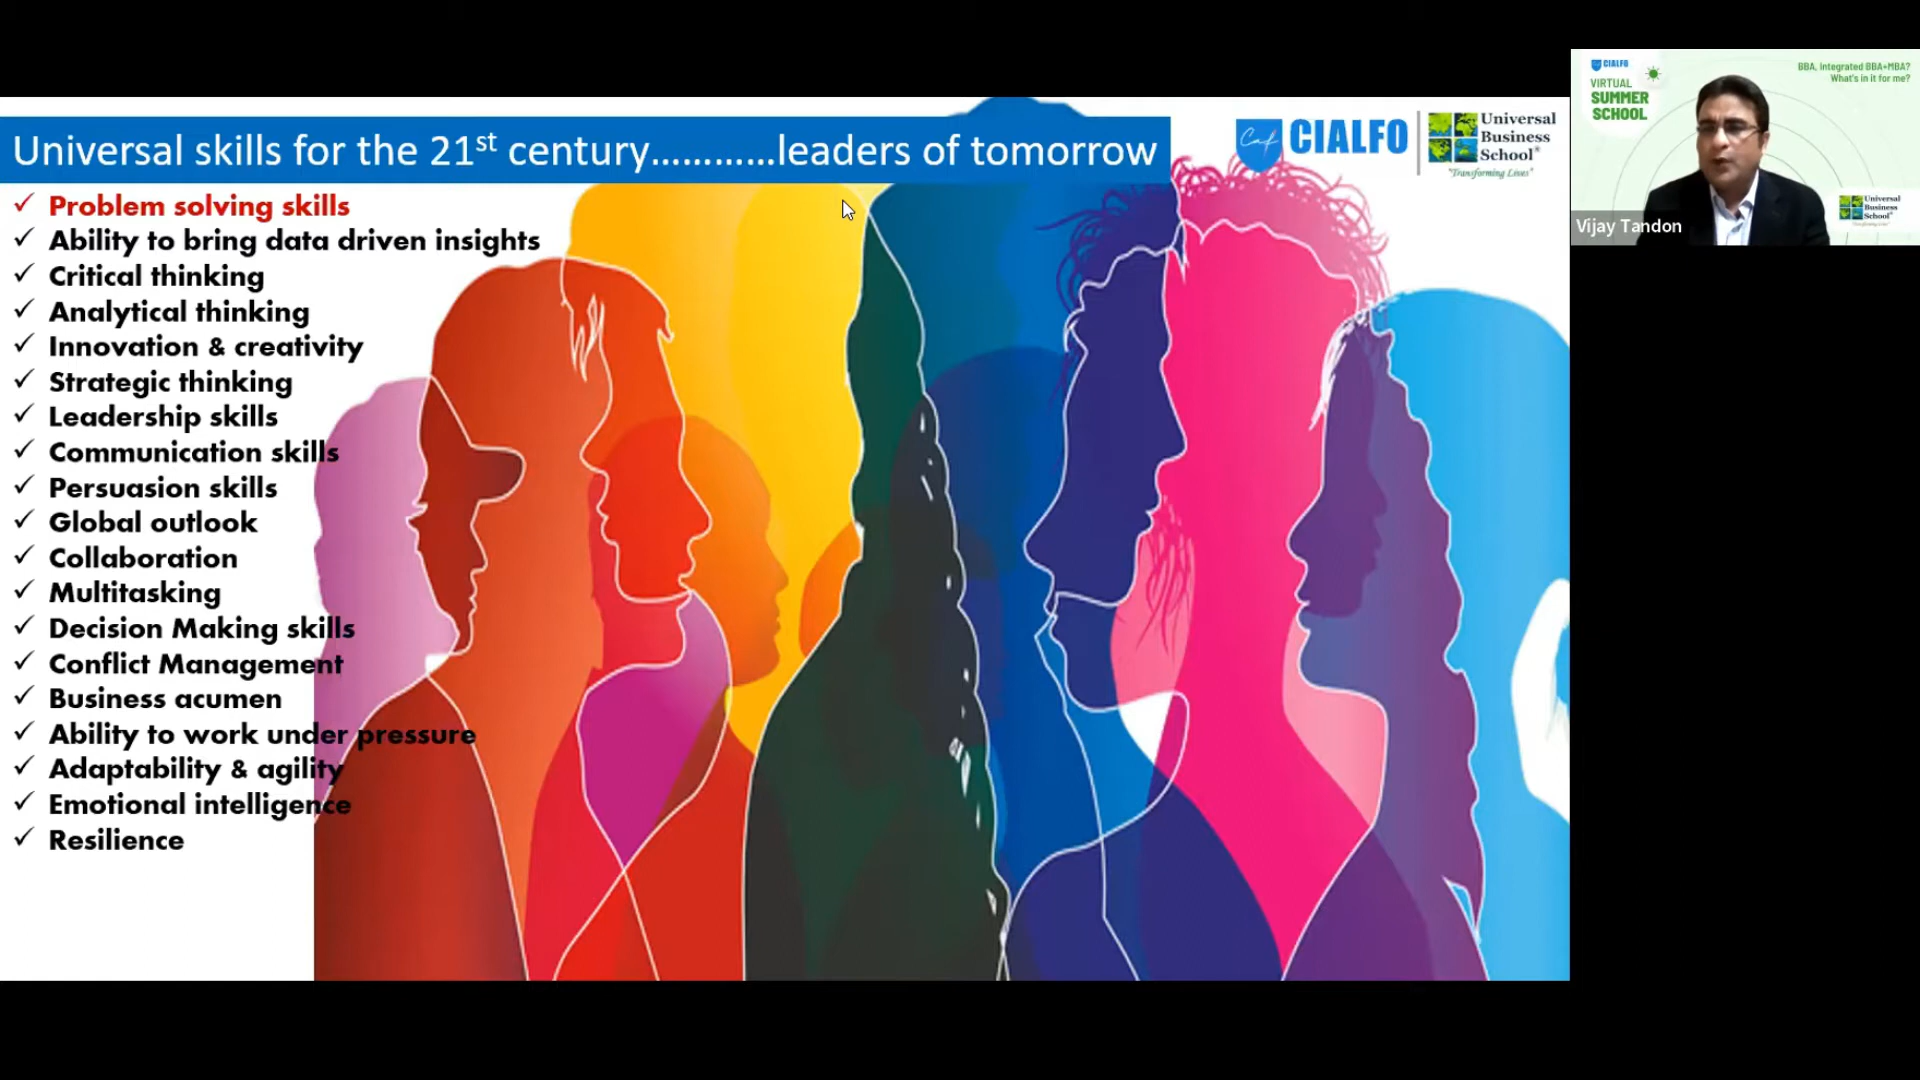 Universal skills for the 21st century…………leaders of tomorrow
Caf CIALFO
Universal
Business
School®
"Transforming Lives"
✓ Problem solving skills
✓ Ability to bring data driven insights
✓ Critical thinking
✓ Analytical thinking
✓ Innovation & creativity
✓ Strategic thinking
✓ Leadership skills
✓ Communication skills
✓ Persuasion skills
✓ Global outlook
✓ Collaboration
✓ Multitasking
✓ Decision Making skills
✓ Conflict Management
✓ Business acumen
✓ Ability to work under pressure
✓ Adaptability & agility
✓ Emotional intelligence
✓ Resilience
CIALFO
VIRTUAL
SUMMER
SCHOOL
BBA, Integrated BBA+MBA?
What's in it for me?
Universal
Business
School®
Vijay Tandon